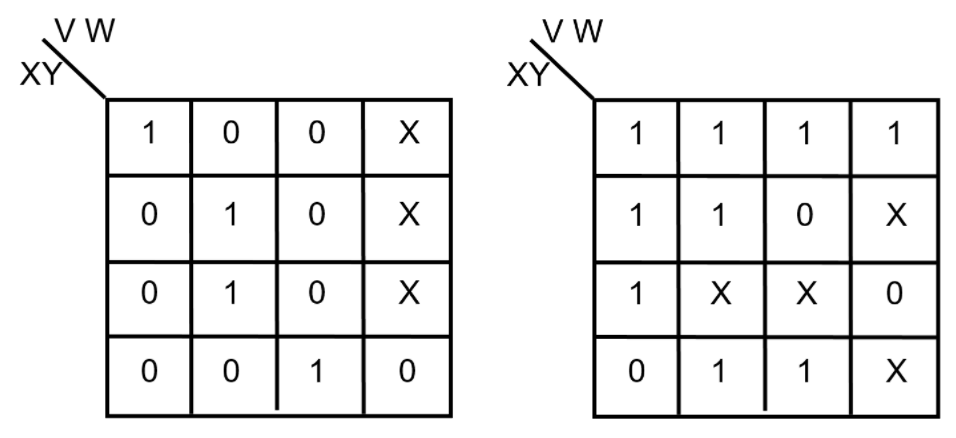 V W V W
XY XY
1 0 0 X 1 1 1 1
0 1 0 X 1 1 0 X
0 1 0 X 1 X X 0
0 0 1 0 0 1 1 X